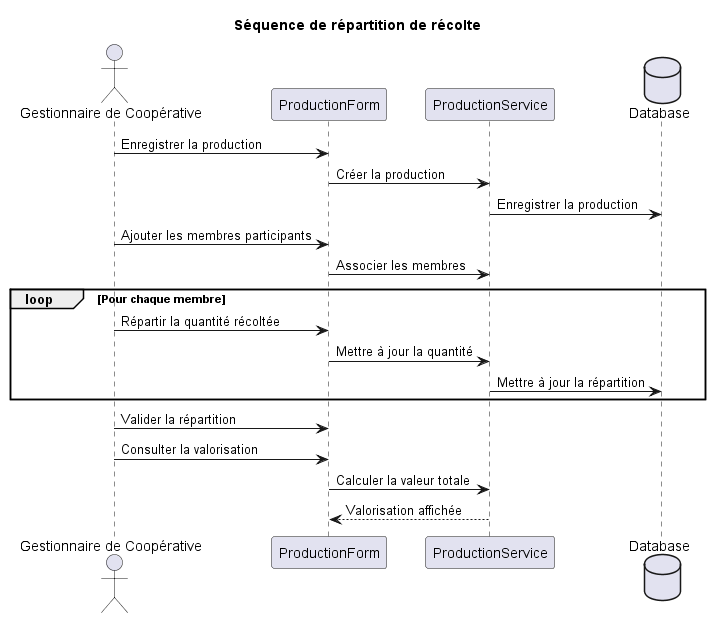 Séquence de répartition de récolte
Gestionnaire de Coopérative
ProductionForm
ProductionService
Database
Enregistrer la production
Créer la production
Enregistrer la production
Ajouter les membres participants
Associer les membres
loop [Pour chaque membre]
Répartir la quantité récoltée
Mettre à jour la quantité
Mettre à jour la répartition
Valider la répartition
Consulter la valorisation
Calculer la valeur totale
Valorisation affichée
Gestionnaire de Coopérative
ProductionForm
ProductionService
Database